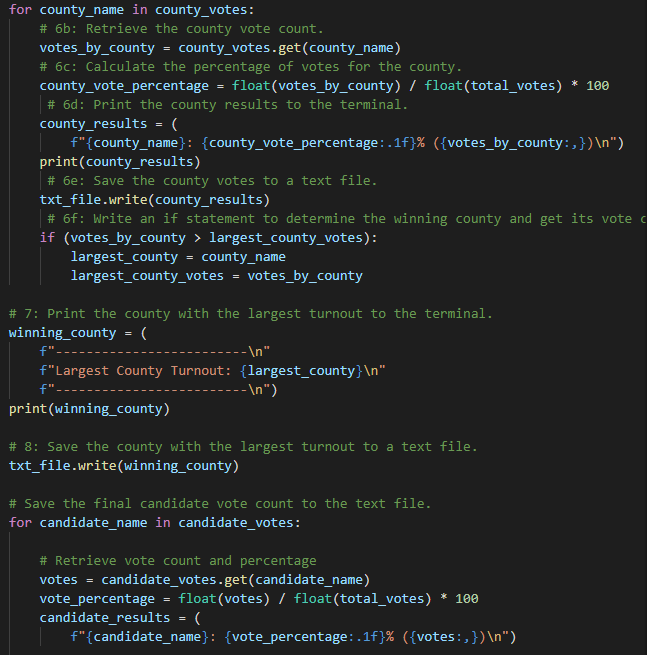 for county_name in county_votes:
# 6b: Retrieve the county vote count.
votes_by_county = county_votes.get(county_name)
# 6c: Calculate the percentage of votes for the county.
county_vote_percentage = float(votes_by_county) / float(total_votes) * 100
# 6d: Print the county results to the terminal.
county_results = (
f"{county_name}: {county_vote_percentage:.1f}% ({votes_by_county:,})\n")
print(county_results)
# 6e: Save the county votes to a text file.
txt_file.write(county_results)
# 6f: Write an if statement to determine the winning county and get its vote c
if (votes_by_county > largest_county_votes):
largest_county = county_name
largest_county_votes = votes_by_county
# 7: Print the county with the largest turnout to the terminal.
winning_county = (
f"-------------------------\n"
f"Largest County Turnout: {largest_county}\n"
f"-------------------------\n")
print(winning_county)
# 8: Save the county with the largest turnout to a text file.
txt_file.write(winning_county)
# Save the final candidate vote count to the text file.
for candidate_name in candidate_votes:
# Retrieve vote count and percentage
votes = candidate_votes.get(candidate_name)
vote_percentage = float(votes) / float(total_votes) * 100
candidate_results = (
f"{candidate_name}: {vote_percentage:.1f}% ({votes:,})\n")